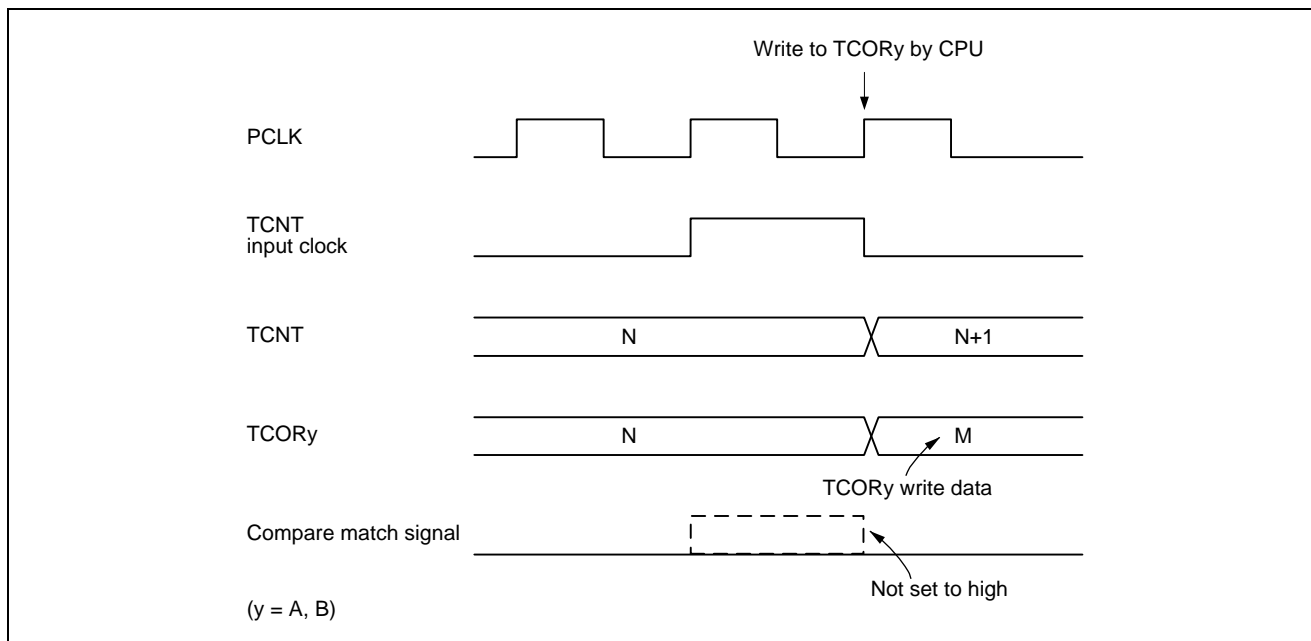 Write to TCORy by CPU
PCLK
TCNT
input clock
TCNT
N
N+1
TCORy
N
M
TCORy write data
Compare match signal
Not set to high
(y = A, B)